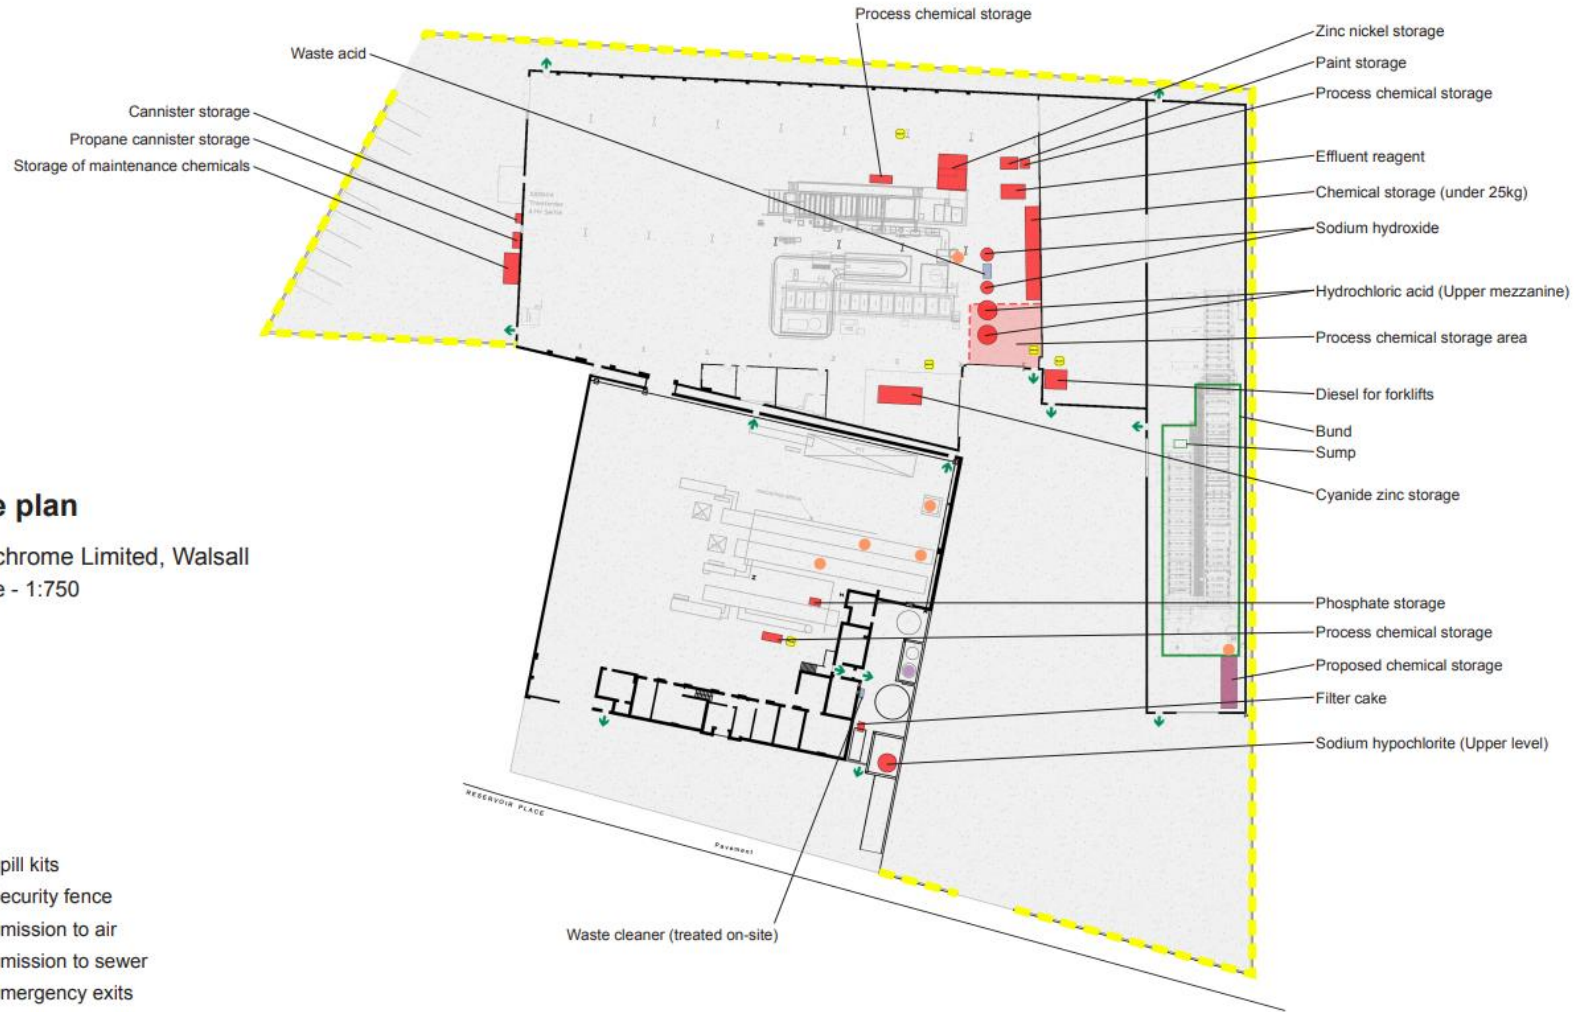 Process chemical storage
Zinc nickel storage
Waste acid
Paint storage
Process chemical storage
Cannister storage
Propane cannister storage
Effluent reagent
Storage of maintenance chemicals
Chemical storage (under 25kg)
Sodium hydroxide
Hydrochloric acid (Upper mezzanine)
Process chemical storage area
Diesel for forklifts
Bund
Sump
Cyanide zinc storage
e plan
chrome Limited, Walsall
e - 1:750
Phosphate storage
Process chemical storage
Proposed chemical storage
Filter cake
Sodium hypochlorite (Upper level)
RESERVOIR PLACE
Pavement
pill kits
ecurity fence
mission to air
Waste cleaner (treated on-site)
mission to sewer
mergency exits